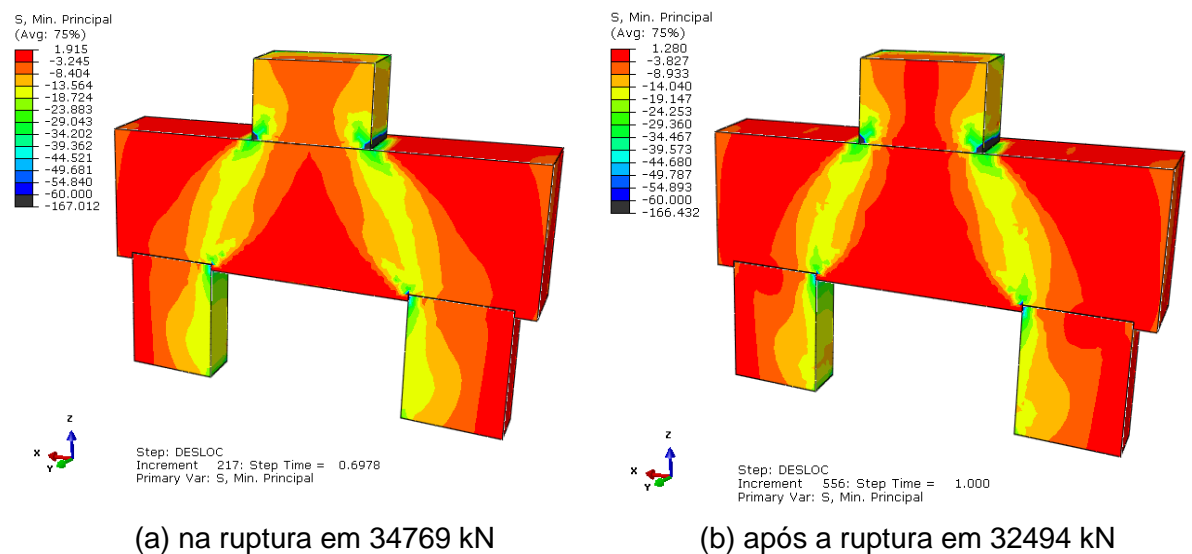 S, Min. Principal
(Avg: 75%)
1.915
-3.245
-8.404
-13.564
-18.724
-23.883
-29.043
-34.202
-39.362
-44.521
-49.681
-54.840
-60.000
-167.012
Z
X
Y
Step: DESLOC
Increment 217: Step Time = 0.6978
Primary Var: S, Min. Principal
(a) na ruptura em 34769 kN
S, Min. Principal
(Avg: 75%)
1.280
-3.827
-8.933
-14.040
-19.147
-24.253
-29.360
-34.467
-39.573
-44.680
-49.787
-54.893
-60.000
-166.432
Z
X
Y
Step: DESLOC
Increment 556: Step Time = 1.000
Primary Var: S, Min. Principal
(b) após a ruptura em 32494 kN